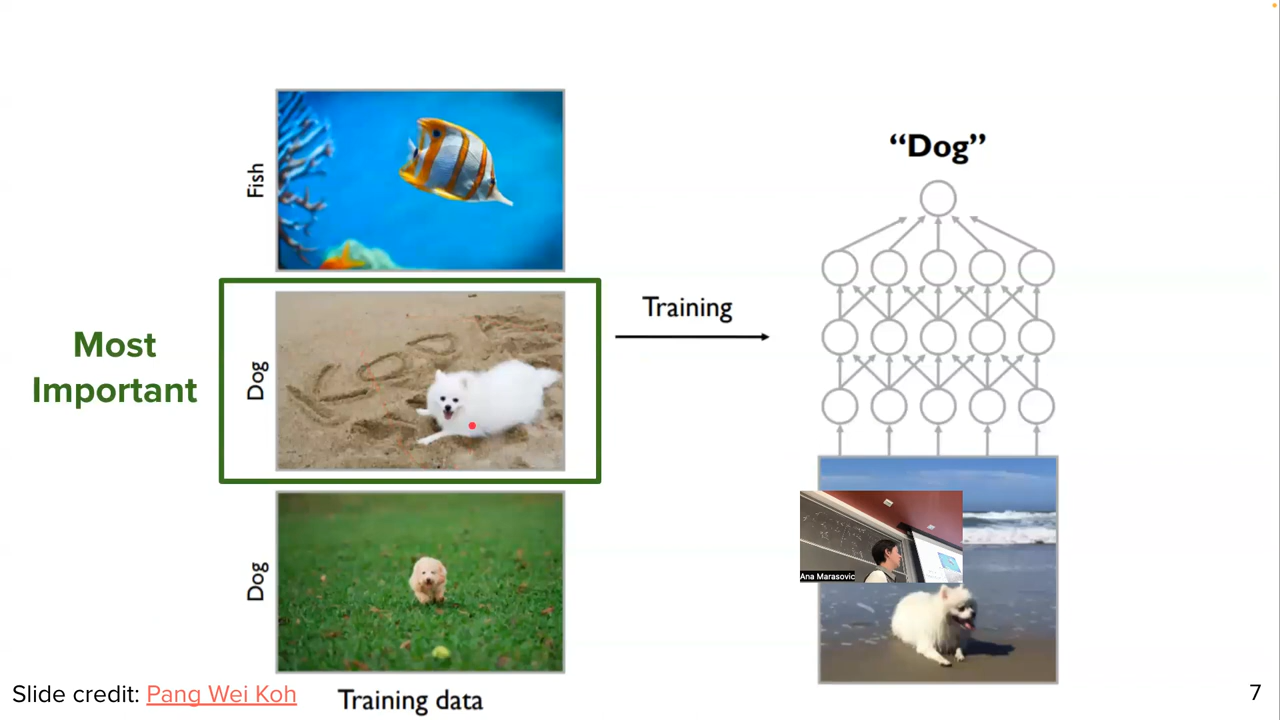 Fish
"Dog"
Most
Important
Dog
Training
Dog
Ana Marasovic
Slide credit: Pang Wei Koh
Training data
7